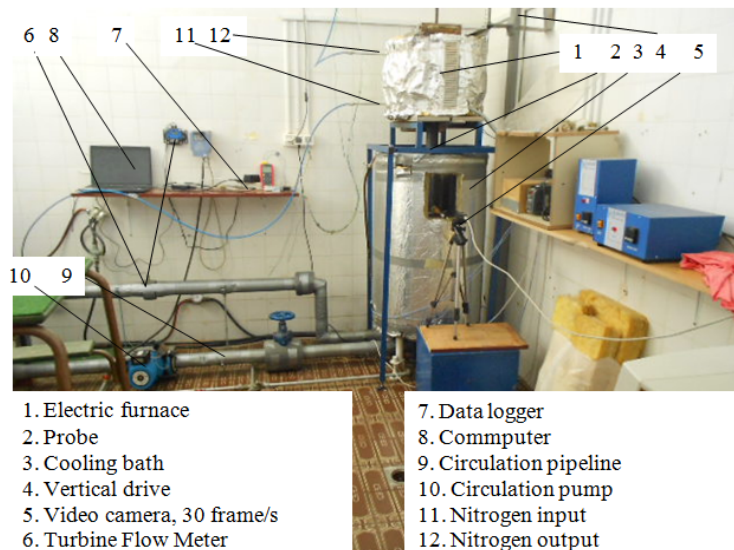 6 8 7 11 12 1 2 3 4 5
10 9
1. Electric furnace
2. Probe
3. Cooling bath
4. Vertical drive
5. Video camera, 30 frame/s
6. Turbine Flow Meter
7. Data logger
8. Commputer
9. Circulation pipeline
10. Circulation pump
11. Nitrogen input
12. Nitrogen output